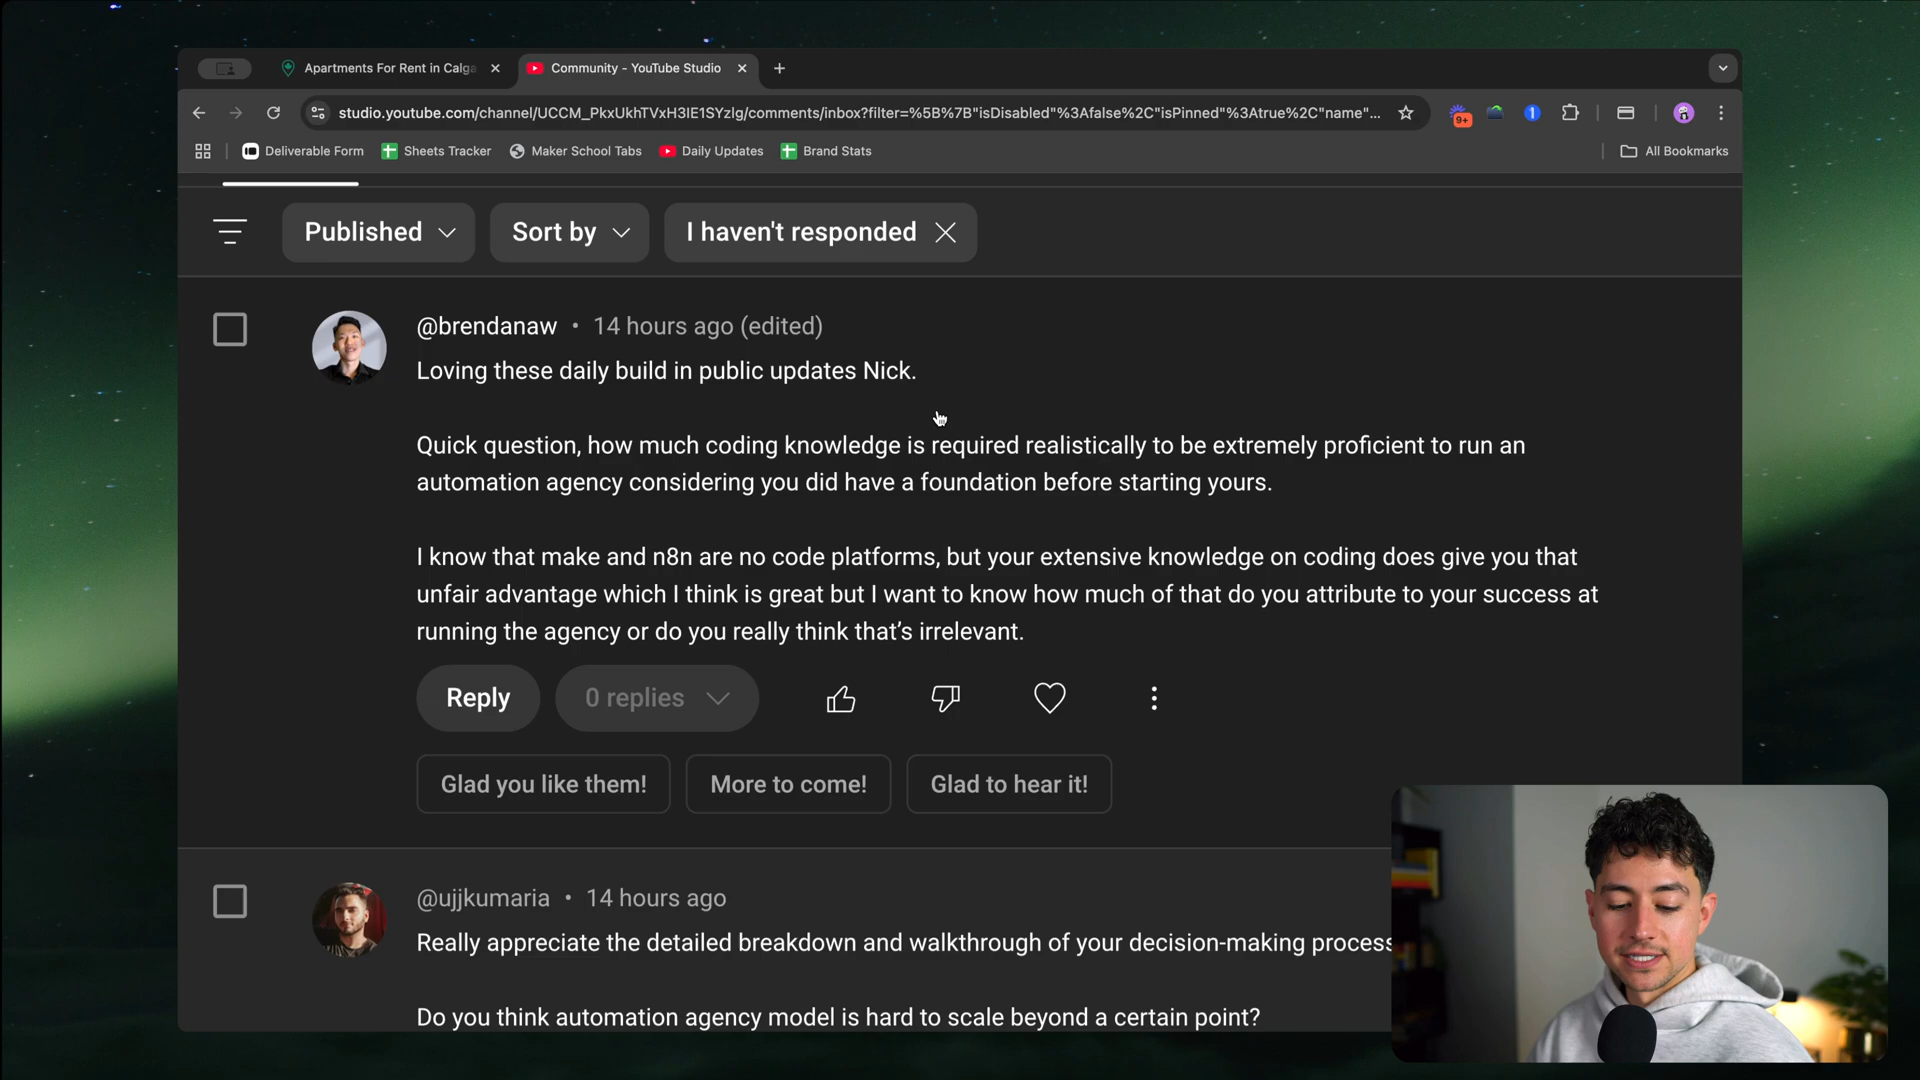 Apartments For Rent in Calga
Community - YouTube Studio
studio.youtube.com/channel/UCCM_PkxUkhTVxH3IE1SYzlg/comments/inbox?filter=%5B%7B"isDisabled"%3Afalse%2C"isPinned"%3Atrue%2C"name"...
9+
1
Deliverable Form
Sheets Tracker
Maker School Tabs
Daily Updates
Brand Stats
All Bookmarks
Published
Sort by
I haven't responded
@brendanaw • 14 hours ago (edited)
Loving these daily build in public updates Nick.
Quick question, how much coding knowledge is required realistically to be extremely proficient to run an
automation agency considering you did have a foundation before starting yours.
I know that make and n8n are no code platforms, but your extensive knowledge on coding does give you that
unfair advantage which I think is great but I want to know how much of that do you attribute to your success at
running the agency or do you really think that’s irrelevant.
Reply
0 replies
Glad you like them!
More to come!
Glad to hear it!
@ujjkumaria • 14 hours ago
Really appreciate the detailed breakdown and walkthrough of your decision-making process
Do you think automation agency model is hard to scale beyond a certain point?